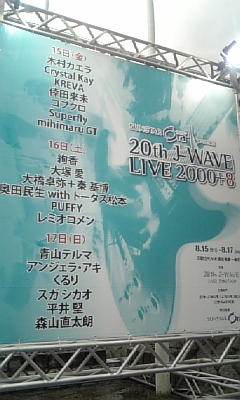 15日(金)
木村カエラ
Crystal Kay
KREVA
倖田來未
コブクロ
Superfly
mihimaru GT
16日(土)
絢香
大塚 愛
大橋卓弥＋秦 基博
奥田民生 with トータス松本
PUFFY
レミオロメン
17日(日)
青山テルマ
アンジェラ・アキ
くるり
スカ シカオ
平井 堅
森山直太朗
20th J-WAVE
LIVE 2000+8
8.15 8.17
20th J-WAVE